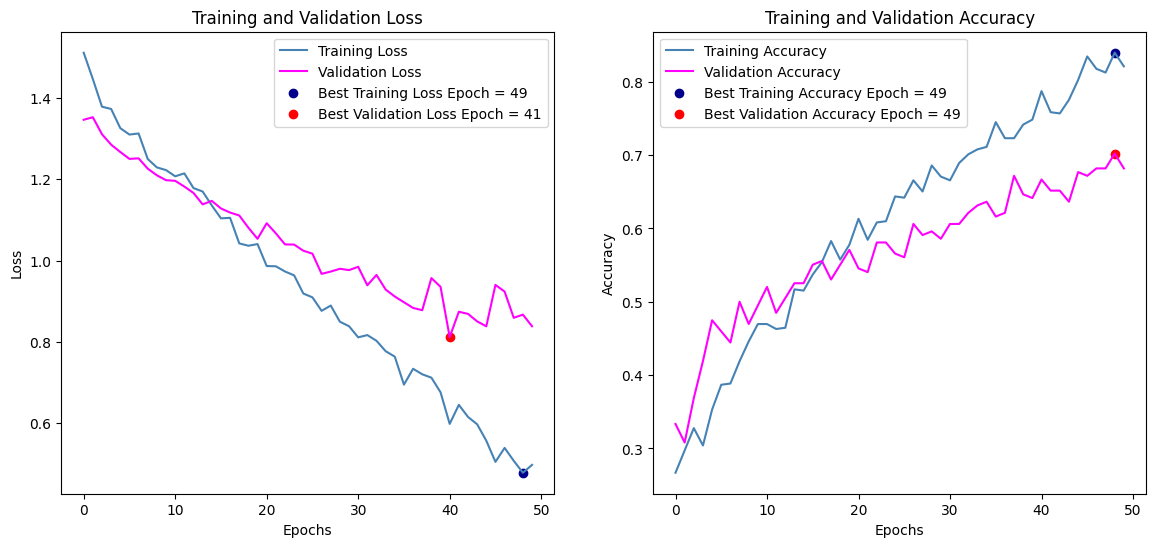 Training and Validation Loss
Training Loss
Validation Loss
Best Training Loss Epoch = 49
Best Validation Loss Epoch = 41
Loss
1.4
1.2
1.0
0.8
0.6
0
10
20
30
40
50
Epochs
Training and Validation Accuracy
Training Accuracy
Validation Accuracy
Best Training Accuracy Epoch = 49
Best Validation Accuracy Epoch = 49
Accuracy
0.8
0.7
0.6
0.5
0.4
0.3
0
10
20
30
40
50
Epochs